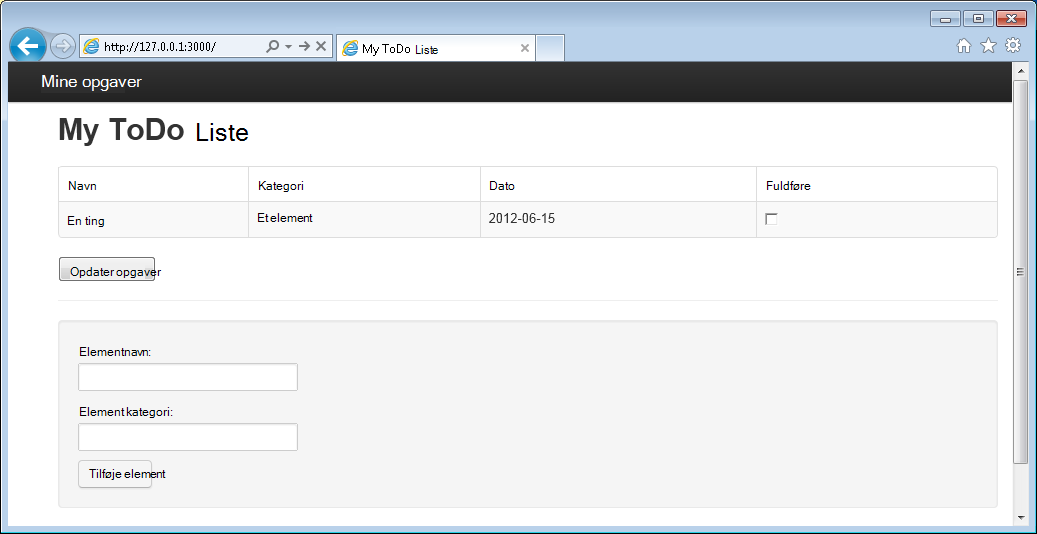 http://127.0.0.1:3000/
My ToDo Liste
Mine opgaver
My ToDo Liste
Navn Kategori Dato Fuldføre
En ting Et element 2012-06-15
Opdater opgaver
Elementnavn:
Element kategori:
Tilføje element